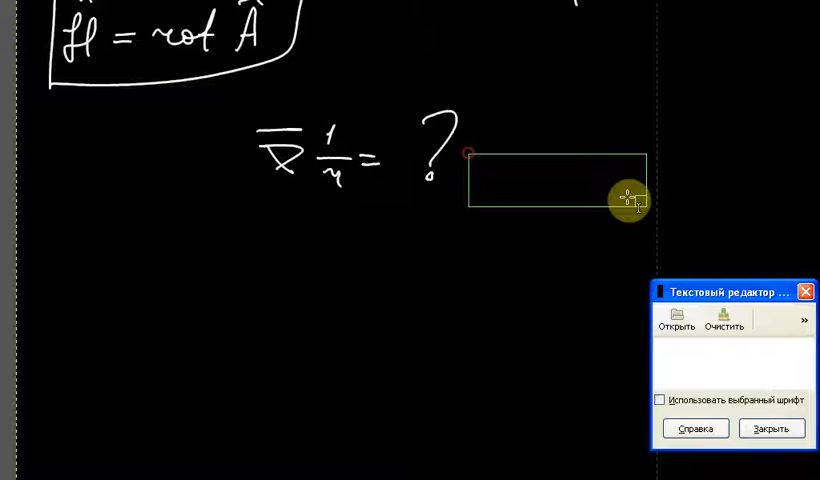 H⃗ = rot A⃗
∇⃗ 1/r = ?
Текстовый редактор ...
Открыть Очистить »
Использовать выбранный шрифт
Справка Закрыть